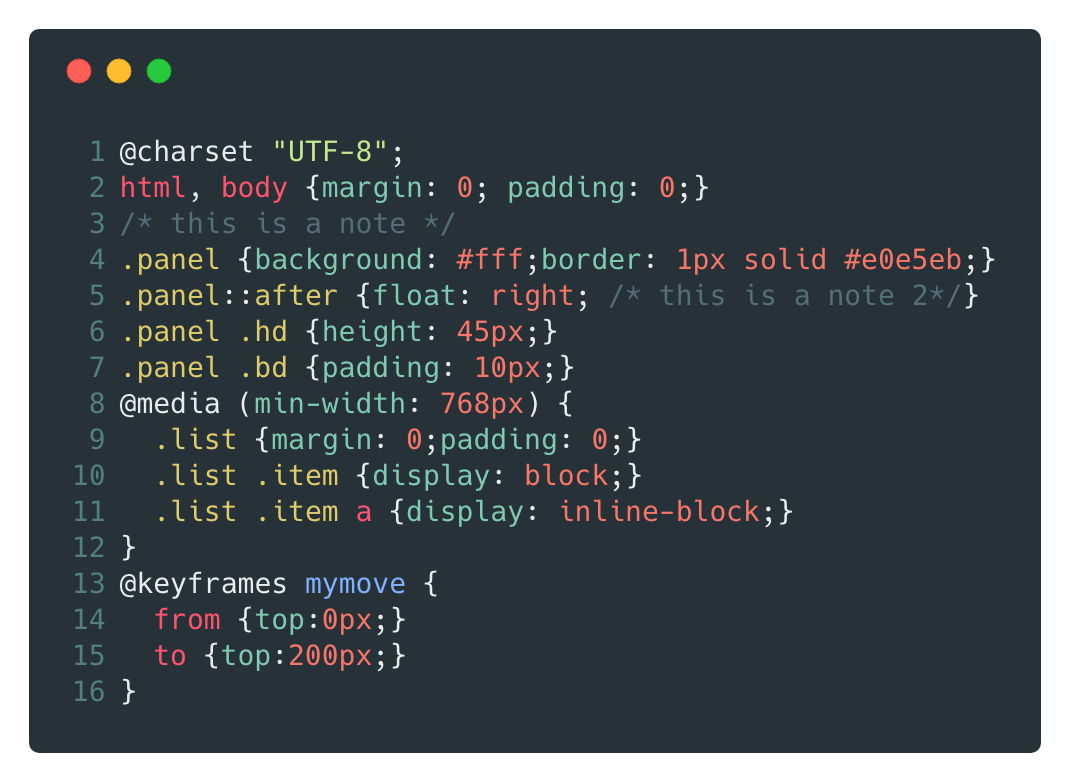 1 @charset "UTF-8";
2 html, body {margin: 0; padding: 0;}
3 /* this is a note */
4 .panel {background: #fff;border: 1px solid #e0e5eb;}
5 .panel::after {float: right; /* this is a note 2*/}
6 .panel .hd {height: 45px;}
7 .panel .bd {padding: 10px;}
8 @media (min-width: 768px) {
9   .list {margin: 0;padding: 0;}
10   .list .item {display: block;}
11   .list .item a {display: inline-block;}
12 }
13 @keyframes mymove {
14   from {top:0px;}
15   to {top:200px;}
16 }